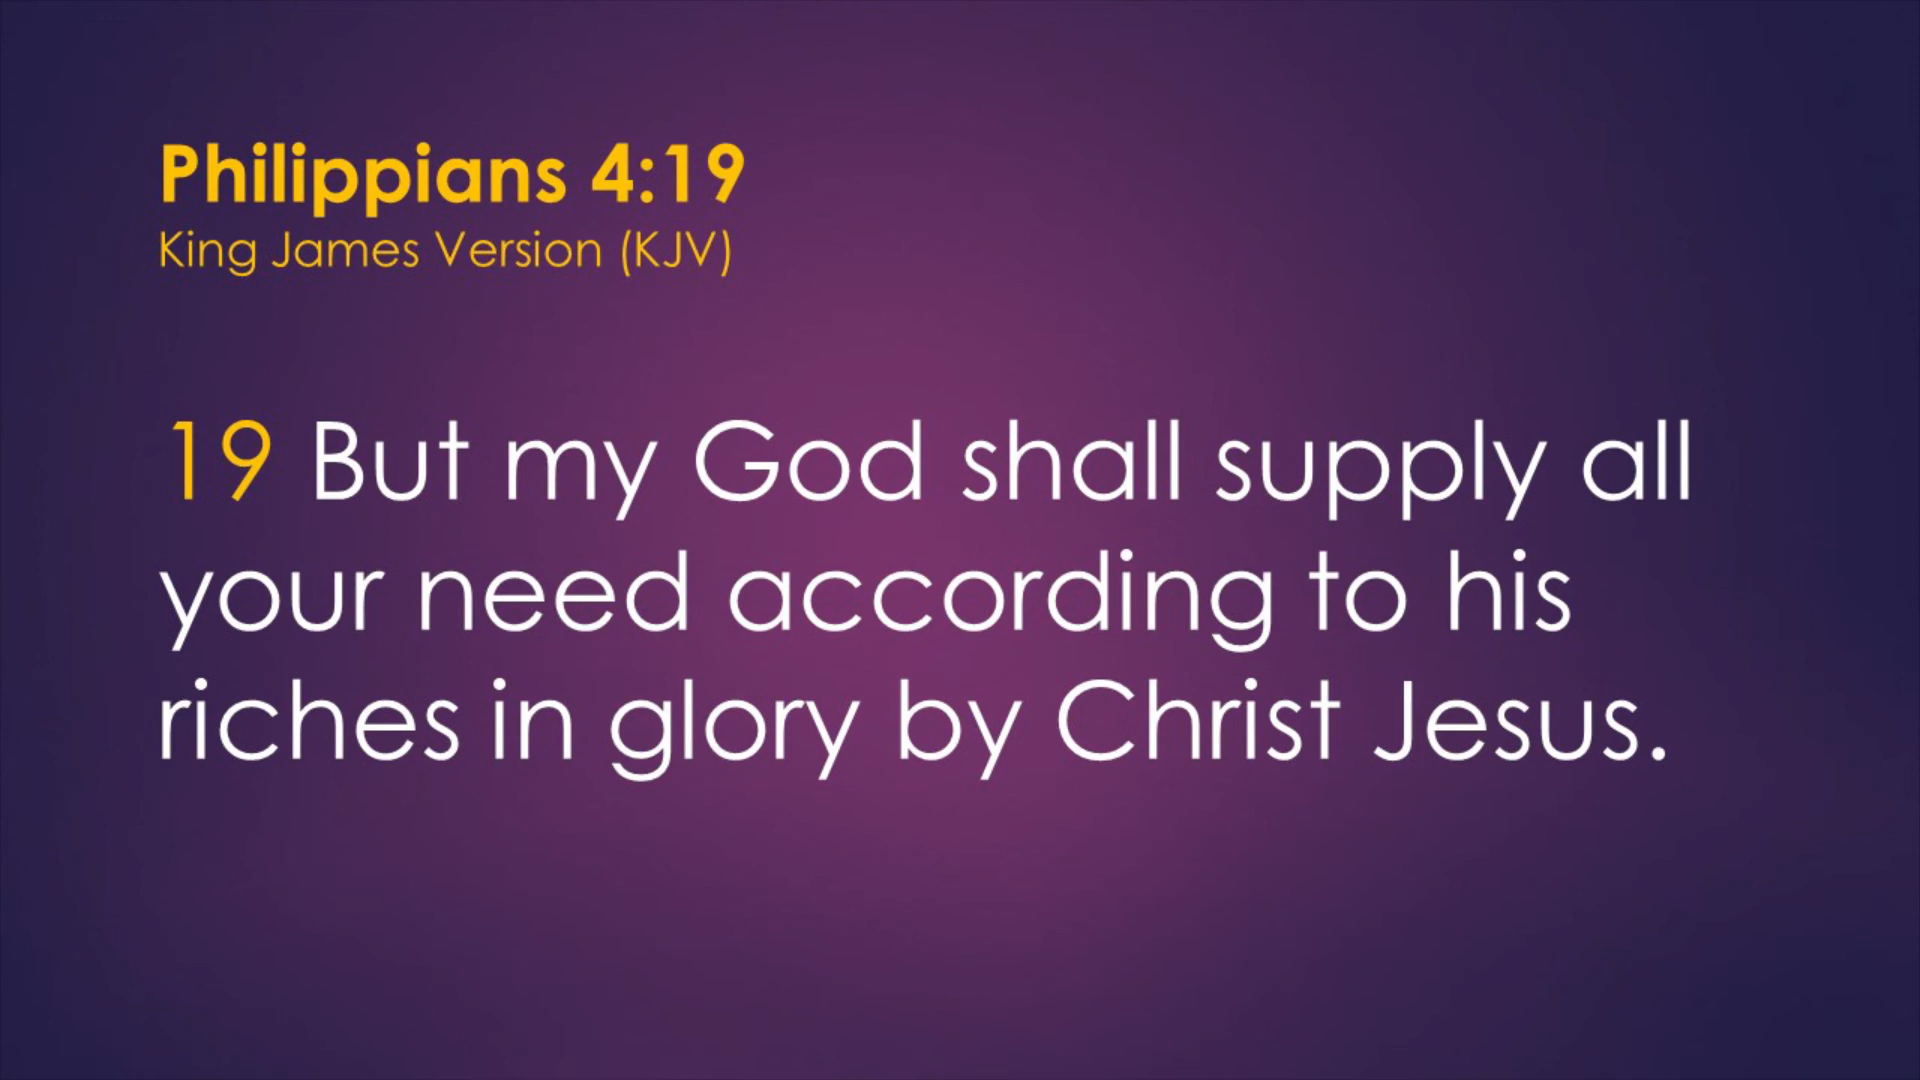 Philippians 4:19
King James Version (KJV)
19 But my God shall supply all
your need according to his
riches in glory by Christ Jesus.